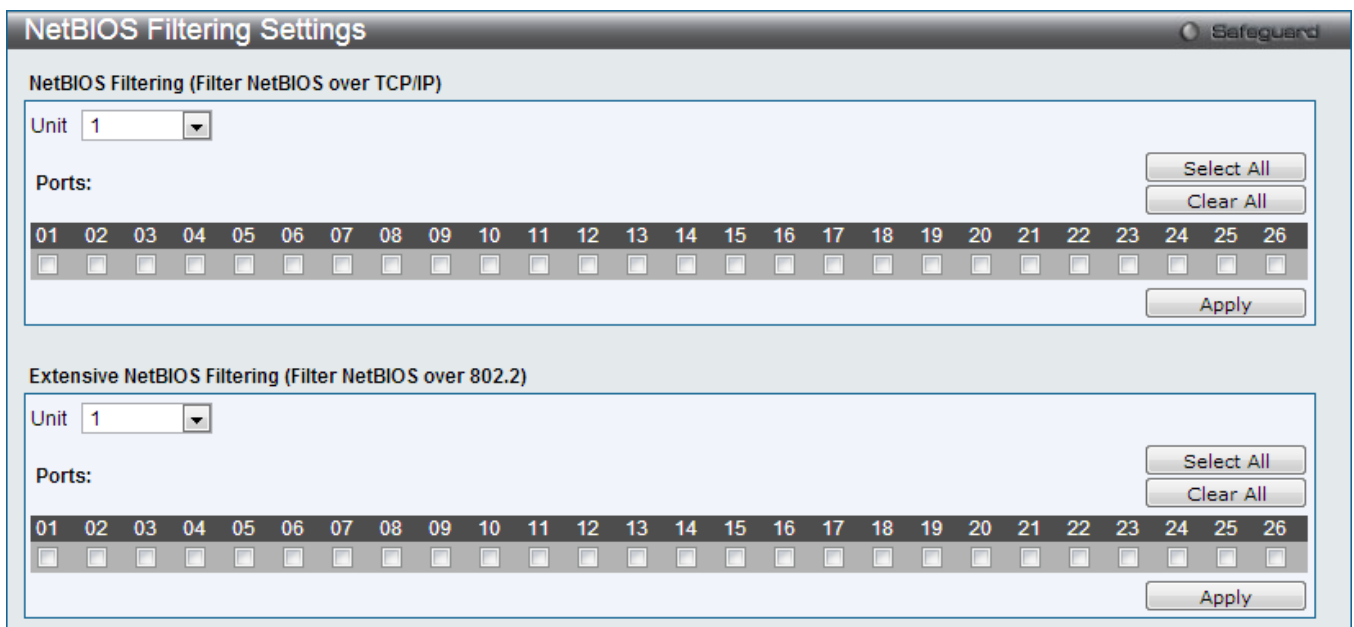 NetBIOS Filtering Settings
Safeguard
NetBIOS Filtering (Filter NetBIOS over TCP/IP)
Unit 1
Select All
Ports:
Clear All
01 02 03 04 05 06 07 08 09 10 11 12 13 14 15 16 17 18 19 20 21 22 23 24 25 26
Apply
Extensive NetBIOS Filtering (Filter NetBIOS over 802.2)
Unit 1
Select All
Ports:
Clear All
01 02 03 04 05 06 07 08 09 10 11 12 13 14 15 16 17 18 19 20 21 22 23 24 25 26
Apply